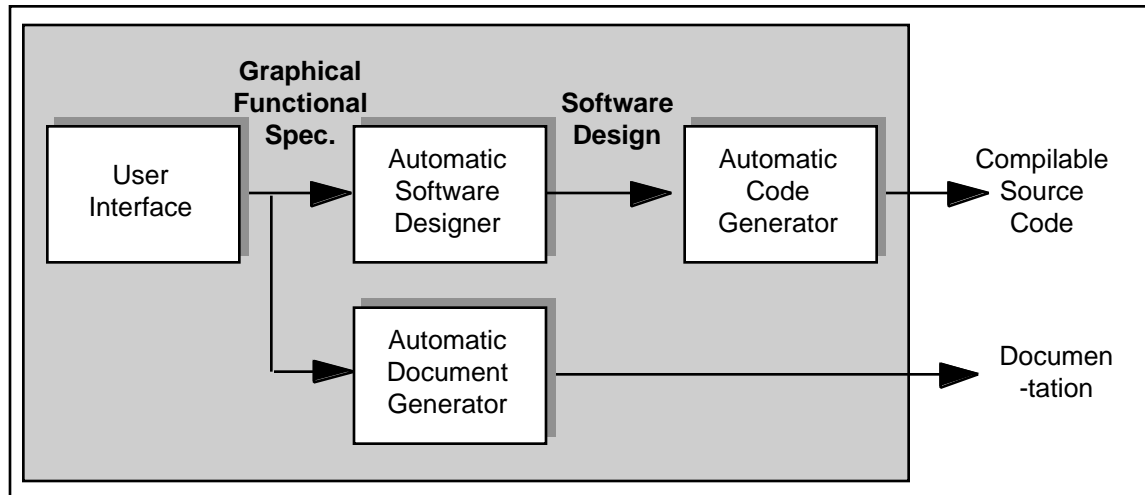 Graphical
Functional
Spec.
Software
Design
User
Interface
Automatic
Software
Designer
Automatic
Code
Generator
Compilable
Source
Code
Automatic
Document
Generator
Documen
-tation